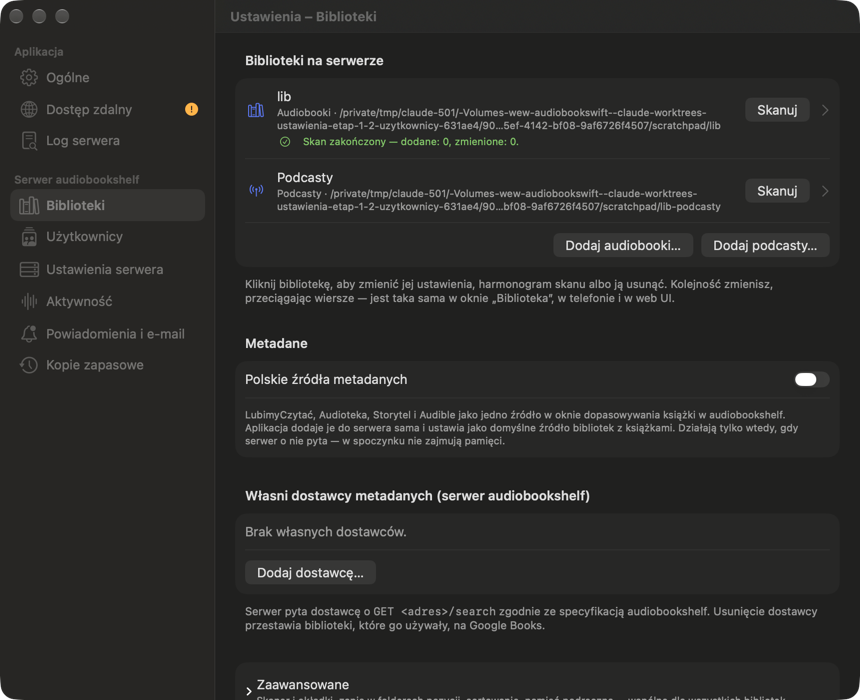 Ustawienia – Biblioteki
Aplikacja
Ogólne
Dostęp zdalny
Log serwera
Serwer audiobookshelf
Biblioteki
Użytkownicy
Ustawienia serwera
Aktywność
Powiadomienia i e-mail
Kopie zapasowe
Biblioteki na serwerze
lib
Audiobooki · /private/tmp/claude-501/-Volumes-wew-audiobookswift--claude-worktrees-
ustawienia-etap-1-2-uzytkownicy-631ae4/90...5ef-4142-bf08-9af6726f4507/scratchpad/lib
Skan zakończony — dodane: 0, zmienione: 0.
Skanuj
Podcasty
Podcasty · /private/tmp/claude-501/-Volumes-wew-audiobookswift--claude-worktrees-
ustawienia-etap-1-2-uzytkownicy-631ae4/90...bf08-9af6726f4507/scratchpad/lib-podcasty
Skanuj
Dodaj audiobooki... Dodaj podcasty...
Kliknij bibliotekę, aby zmienić jej ustawienia, harmonogram skanu albo ją usunąć. Kolejność zmienisz,
przeciągając wiersze — jest taka sama w oknie „Biblioteka", w telefonie i w web UI.
Metadane
Polskie źródła metadanych
LubimyCzytać, Audioteka, Storytel i Audible jako jedno źródło w oknie dopasowywania książki w audiobookshelf.
Aplikacja dodaje je do serwera sama i ustawia jako domyślne źródło bibliotek z książkami. Działają tylko wtedy, gdy
serwer o nie pyta — w spoczynku nie zajmują pamięci.
Własni dostawcy metadanych (serwer audiobookshelf)
Brak własnych dostawców.
Dodaj dostawcę...
Serwer pyta dostawcę o GET <adres>/search zgodnie ze specyfikacją audiobookshelf. Usunięcie dostawcy
przestawia biblioteki, które go używały, na Google Books.
Zaawansowane